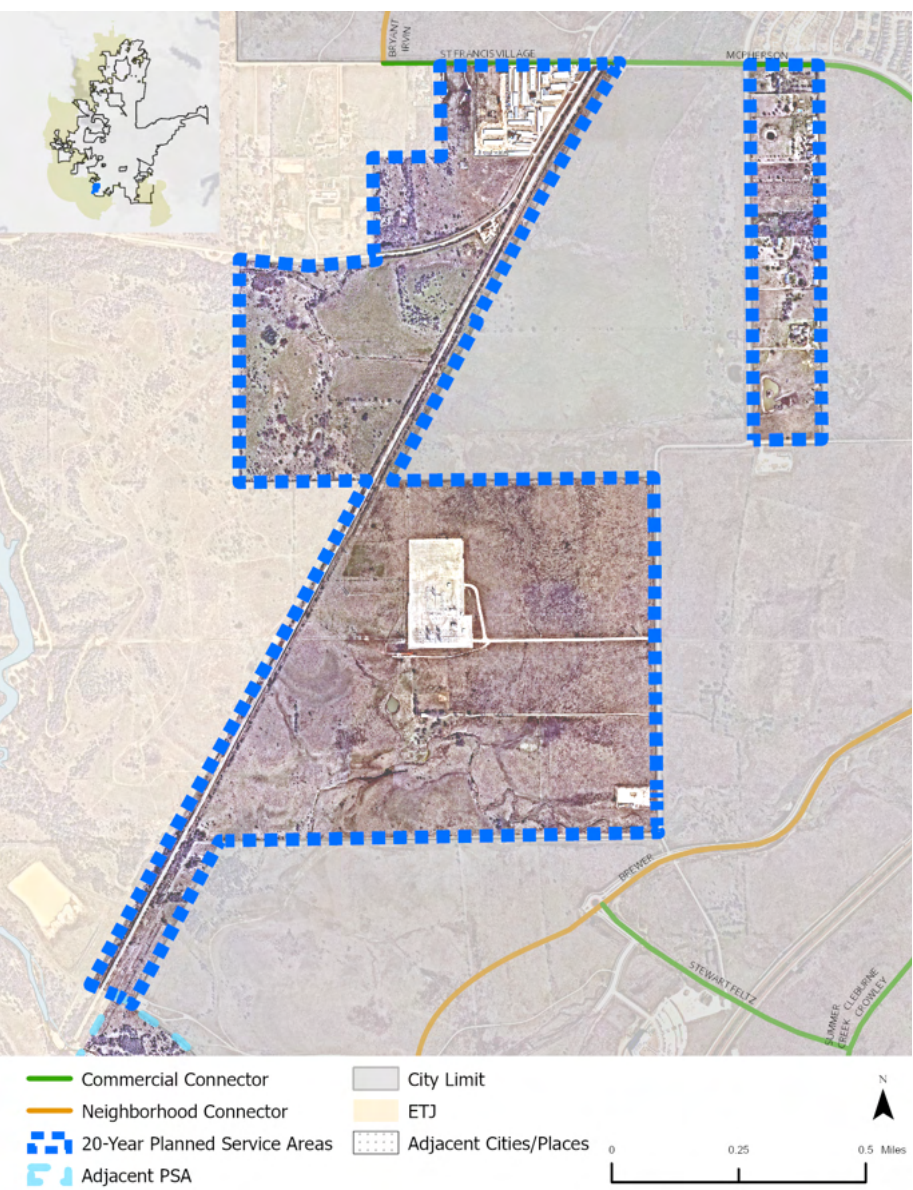 BRYANT
IRVIN
ST FRANCIS VILLAGE
MCPHERSON
BREWER
STEWART FELTZ
SUMMER
CREEK
CLEBURNE
CROWLEY
Commercial Connector
Neighborhood Connector
20-Year Planned Service Areas
Adjacent PSA
City Limit
ETJ
Adjacent Cities/Places
N
0 0.25 0.5 Miles